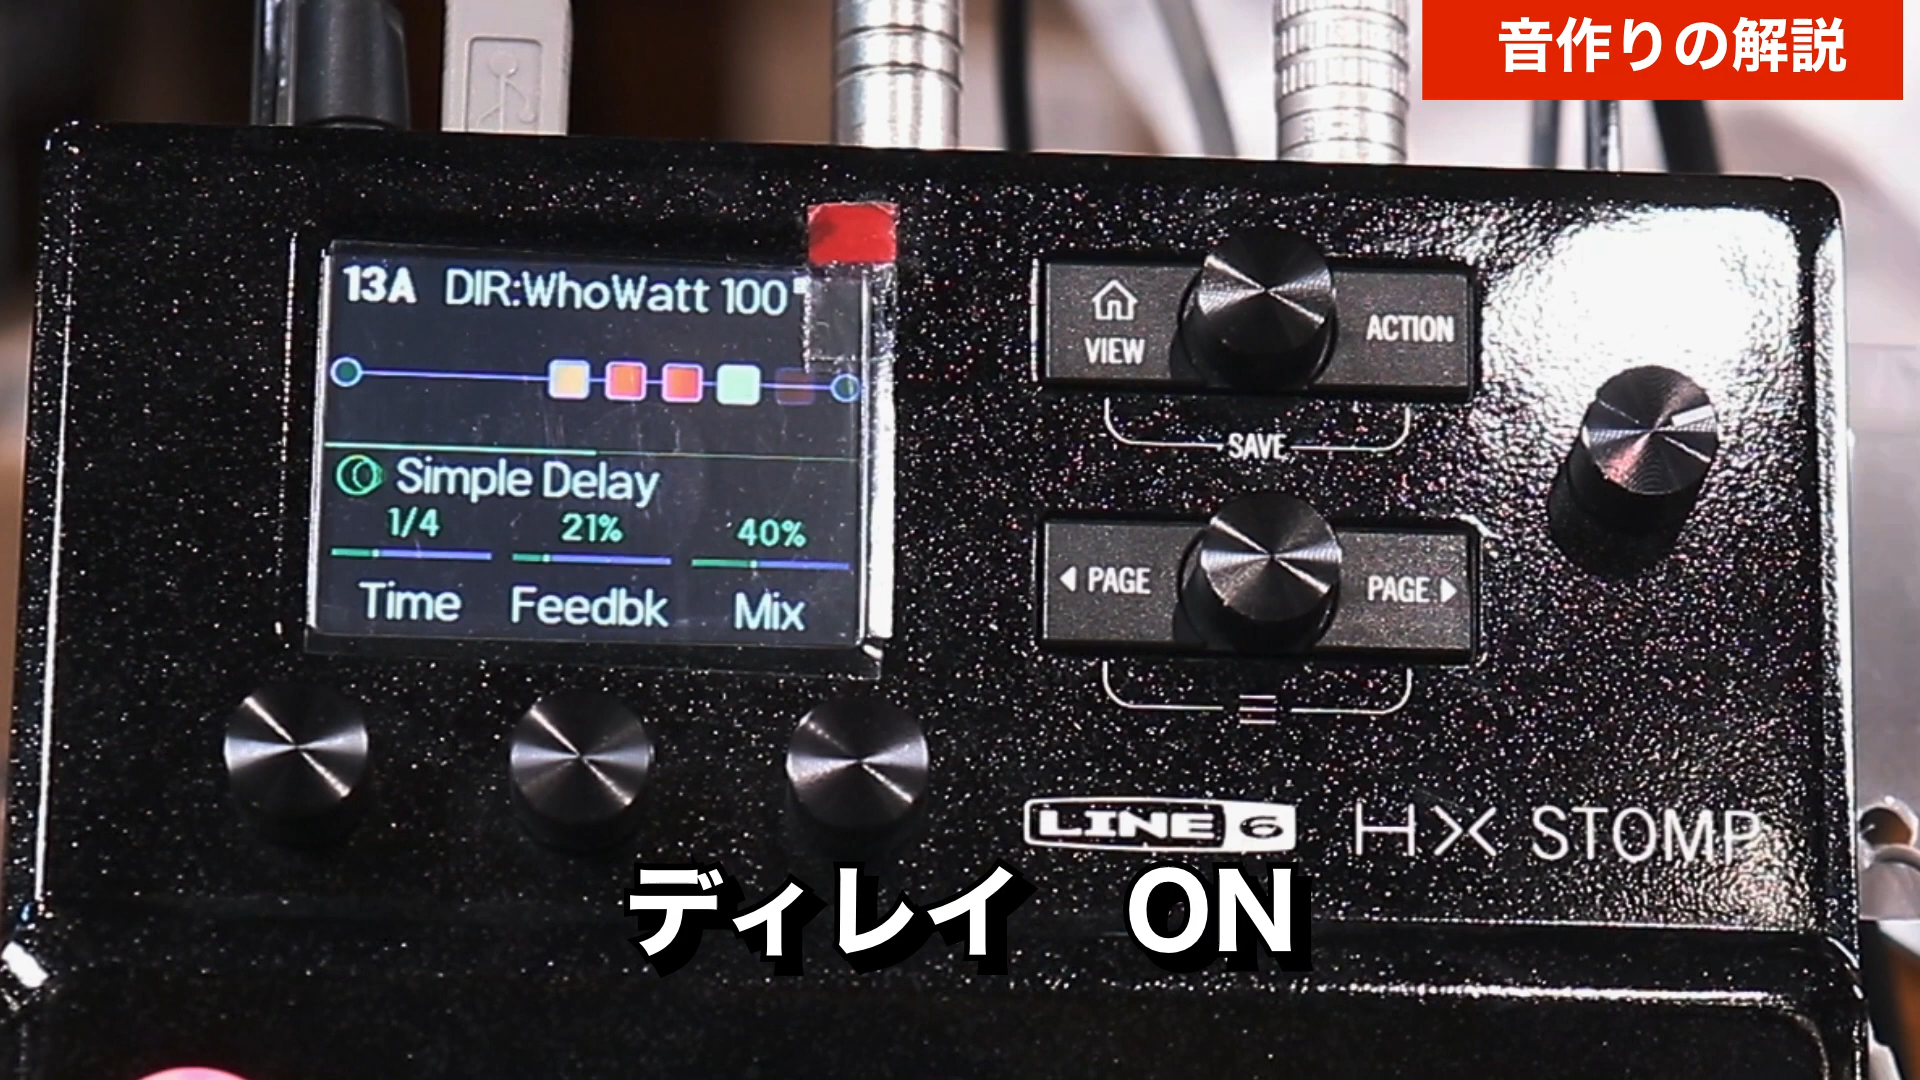 音作りの解説
13A DIR:WhoWatt 100
VIEW
ACTION
SAVE
Simple Delay
1/4 21% 40%
Time Feedbk Mix
PAGE PAGE
LINE 6 HX STOMP
ディレイ ON